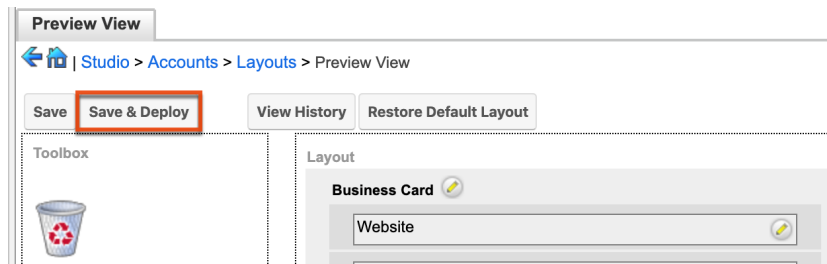 Preview View
| Studio > Accounts > Layouts > Preview View
Save Save & Deploy View History Restore Default Layout
Toolbox
Layout
Business Card
Website